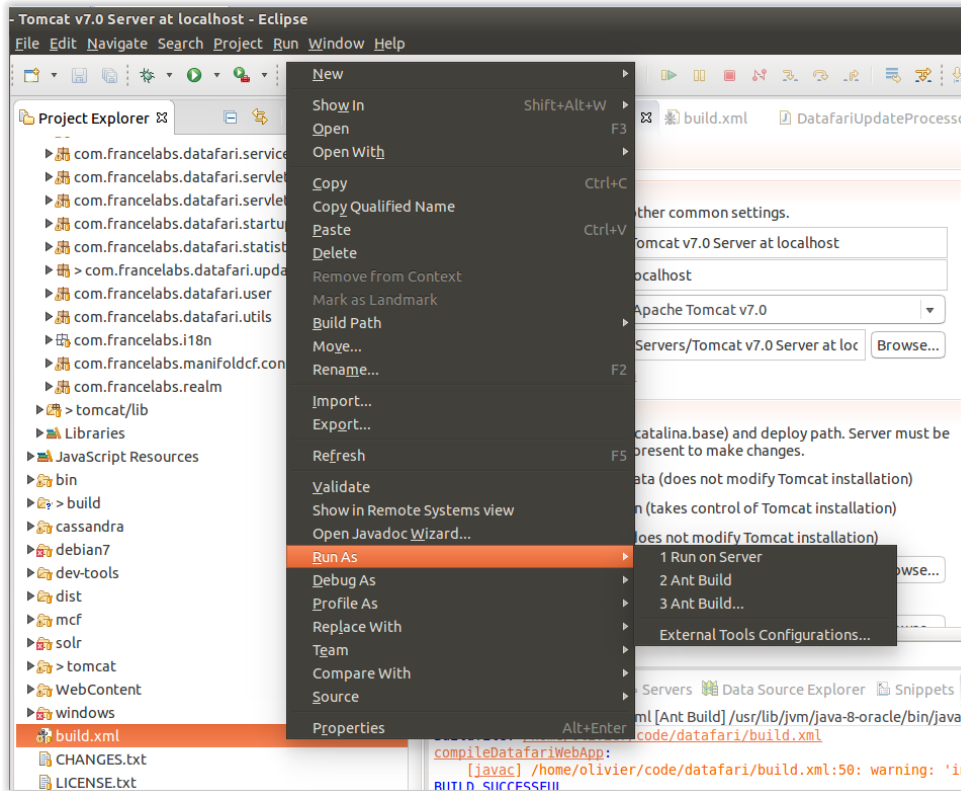 - Tomcat v7.0 Server at localhost - Eclipse
File Edit Navigate Search Project Run Window Help
Project Explorer
com.francelabs.datafari.service
com.francelabs.datafari.servlet
com.francelabs.datafari.servlet
com.francelabs.datafari.startu
com.francelabs.datafari.statist
> com.francelabs.datafari.upda
com.francelabs.datafari.user
com.francelabs.datafari.utils
com.francelabs.i18n
com.francelabs.manifoldcf.con
com.francelabs.realm
> tomcat/lib
Libraries
JavaScript Resources
bin
> build
cassandra
debian7
dev-tools
dist
mcf
solr
> tomcat
WebContent
windows
build.xml
CHANGES.txt
LICENSE.txt
New
Show In Shift+Alt+W
Open F3
Open With
Copy Ctrl+C
Copy Qualified Name
Paste Ctrl+V
Delete
Remove from Context
Mark as Landmark
Build Path
Move...
Rename... F2
Import...
Export...
Refresh F5
Validate
Show in Remote Systems view
Open Javadoc Wizard...
Run As
Debug As
Profile As
Replace With
Team
Compare With
Source
Properties Alt+Enter
1 Run on Server
2 Ant Build
3 Ant Build...
External Tools Configurations...
build.xml DatafariUpdateProcesso
ther common settings.
Tomcat v7.0 Server at localhost
ocalhost
Apache Tomcat v7.0
Servers/Tomcat v7.0 Server at loc Browse...
catalina.base) and deploy path. Server must be
present to make changes.
ata (does not modify Tomcat installation)
n (takes control of Tomcat installation)
does not modify Tomcat installation)
owse...
Servers Data Source Explorer Snippets
ml [Ant Build] /usr/lib/jvm/java-8-oracle/bin/java
code/datafari/build.xml
compileDatafariWebApp:
[javac] /home/olivier/code/datafari/build.xml:50: warning: 'i
BUILD SUCCESSFUL